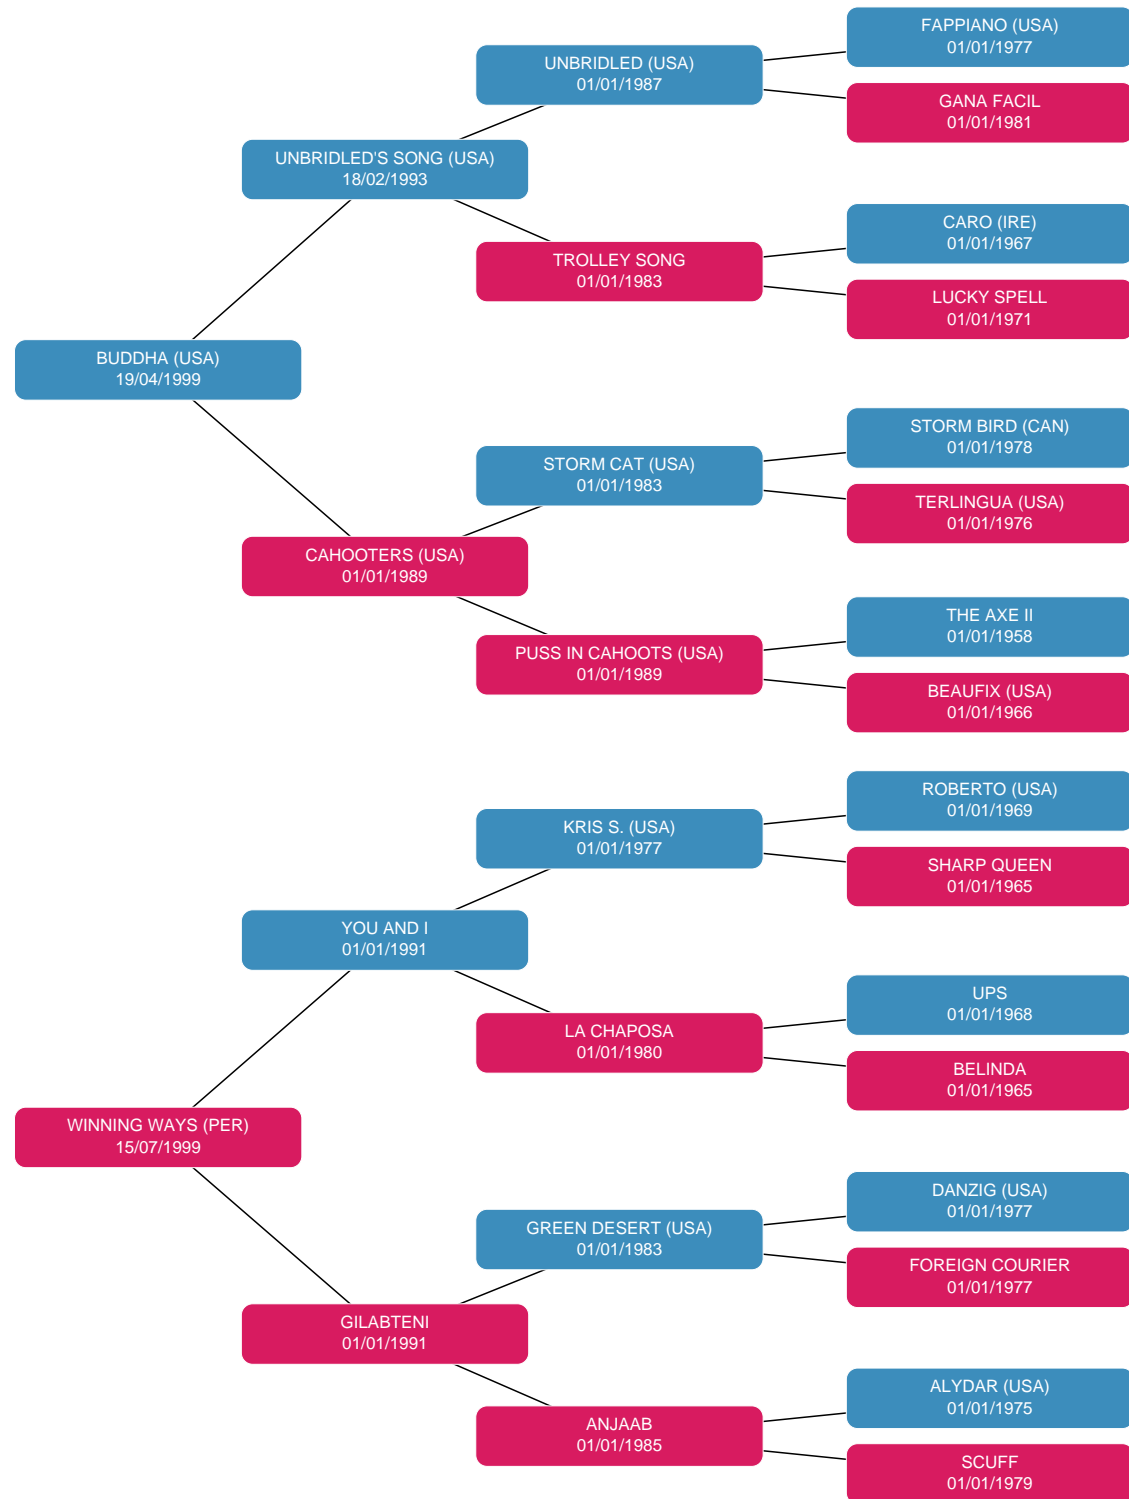 FAPPIANO (USA)
01/01/1977
UNBRIDLED (USA)
01/01/1987
GANA FACIL
01/01/1981
UNBRIDLED'S SONG (USA)
18/02/1993
CARO (IRE)
01/01/1967
TROLLEY SONG
01/01/1983
LUCKY SPELL
01/01/1971
BUDDHA (USA)
19/04/1999
STORM BIRD (CAN)
01/01/1978
STORM CAT (USA)
01/01/1983
TERLINGUA (USA)
01/01/1976
CAHOOTERS (USA)
01/01/1989
THE AXE II
01/01/1958
PUSS IN CAHOOTS (USA)
01/01/1989
BEAUFIX (USA)
01/01/1966
ROBERTO (USA)
01/01/1969
KRIS S. (USA)
01/01/1977
SHARP QUEEN
01/01/1965
YOU AND I
01/01/1991
UPS
01/01/1968
LA CHAPOSA
01/01/1980
BELINDA
01/01/1965
WINNING WAYS (PER)
15/07/1999
DANZIG (USA)
01/01/1977
GREEN DESERT (USA)
01/01/1983
FOREIGN COURIER
01/01/1977
GILABTENI
01/01/1991
ALYDAR (USA)
01/01/1975
ANJAAB
01/01/1985
SCUFF
01/01/1979